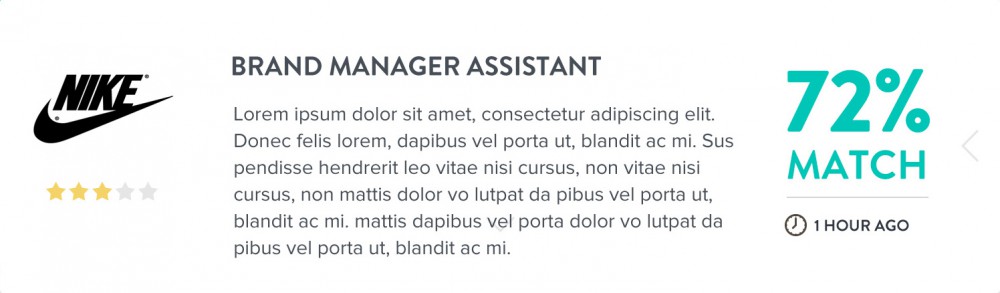 NIKE
BRAND MANAGER ASSISTANT
Lorem ipsum dolor sit amet, consectetur adipiscing elit.
Donec felis lorem, dapibus vel porta ut, blandit ac mi. Sus
pendisse hendrerit leo vitae nisi cursus, non vitae nisi
cursus, non mattis dolor vo lutpat da pibus vel porta ut,
blandit ac mi. mattis dapibus vel porta dolor vo lutpat da
pibus vel porta ut, blandit ac mi.
72%
MATCH
1 HOUR AGO